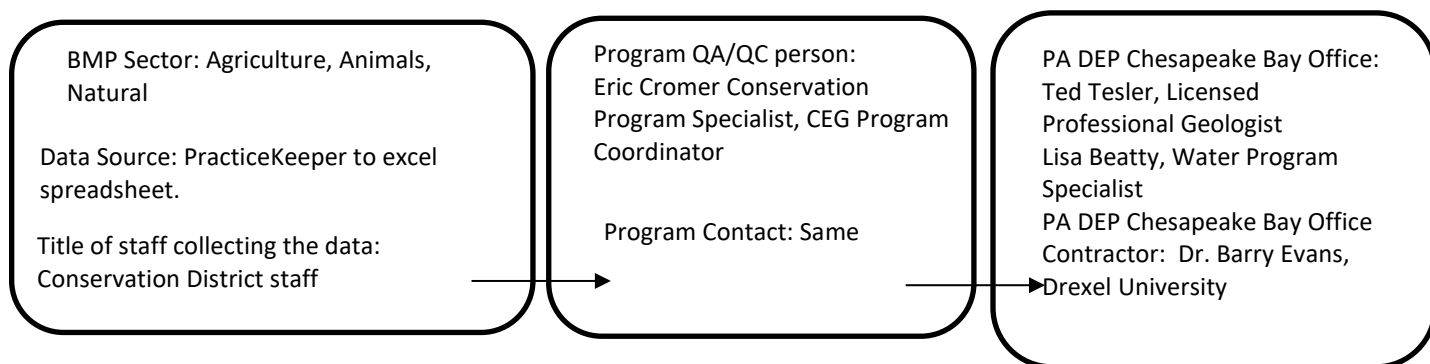 BMP Sector: Agriculture, Animals,
Natural
Data Source: PracticeKeeper to excel
spreadsheet.
Title of staff collecting the data:
Conservation District staff
Program QA/QC person:
Eric Cromer Conservation
Program Specialist, CEG Program
Coordinator
Program Contact: Same
PA DEP Chesapeake Bay Office:
Ted Tesler, Licensed
Professional Geologist
Lisa Beatty, Water Program
Specialist
PA DEP Chesapeake Bay Office
Contractor: Dr. Barry Evans,
Drexel University